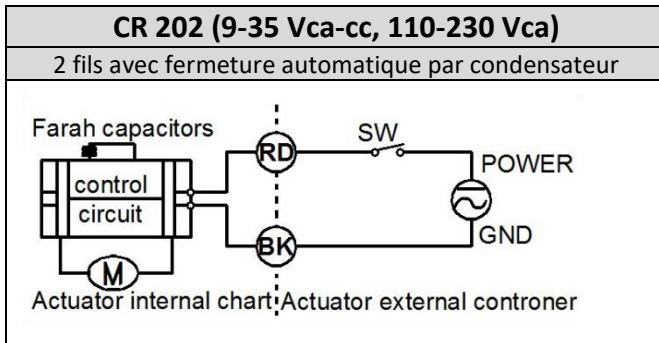 CR 202 (9-35 Vca-cc, 110-230 Vca)
2 fils avec fermeture automatique par condensateur
Farah capacitors
control
circuit
M
RD
BK
SW
POWER
GND
Actuator internal chart
Actuator external controner